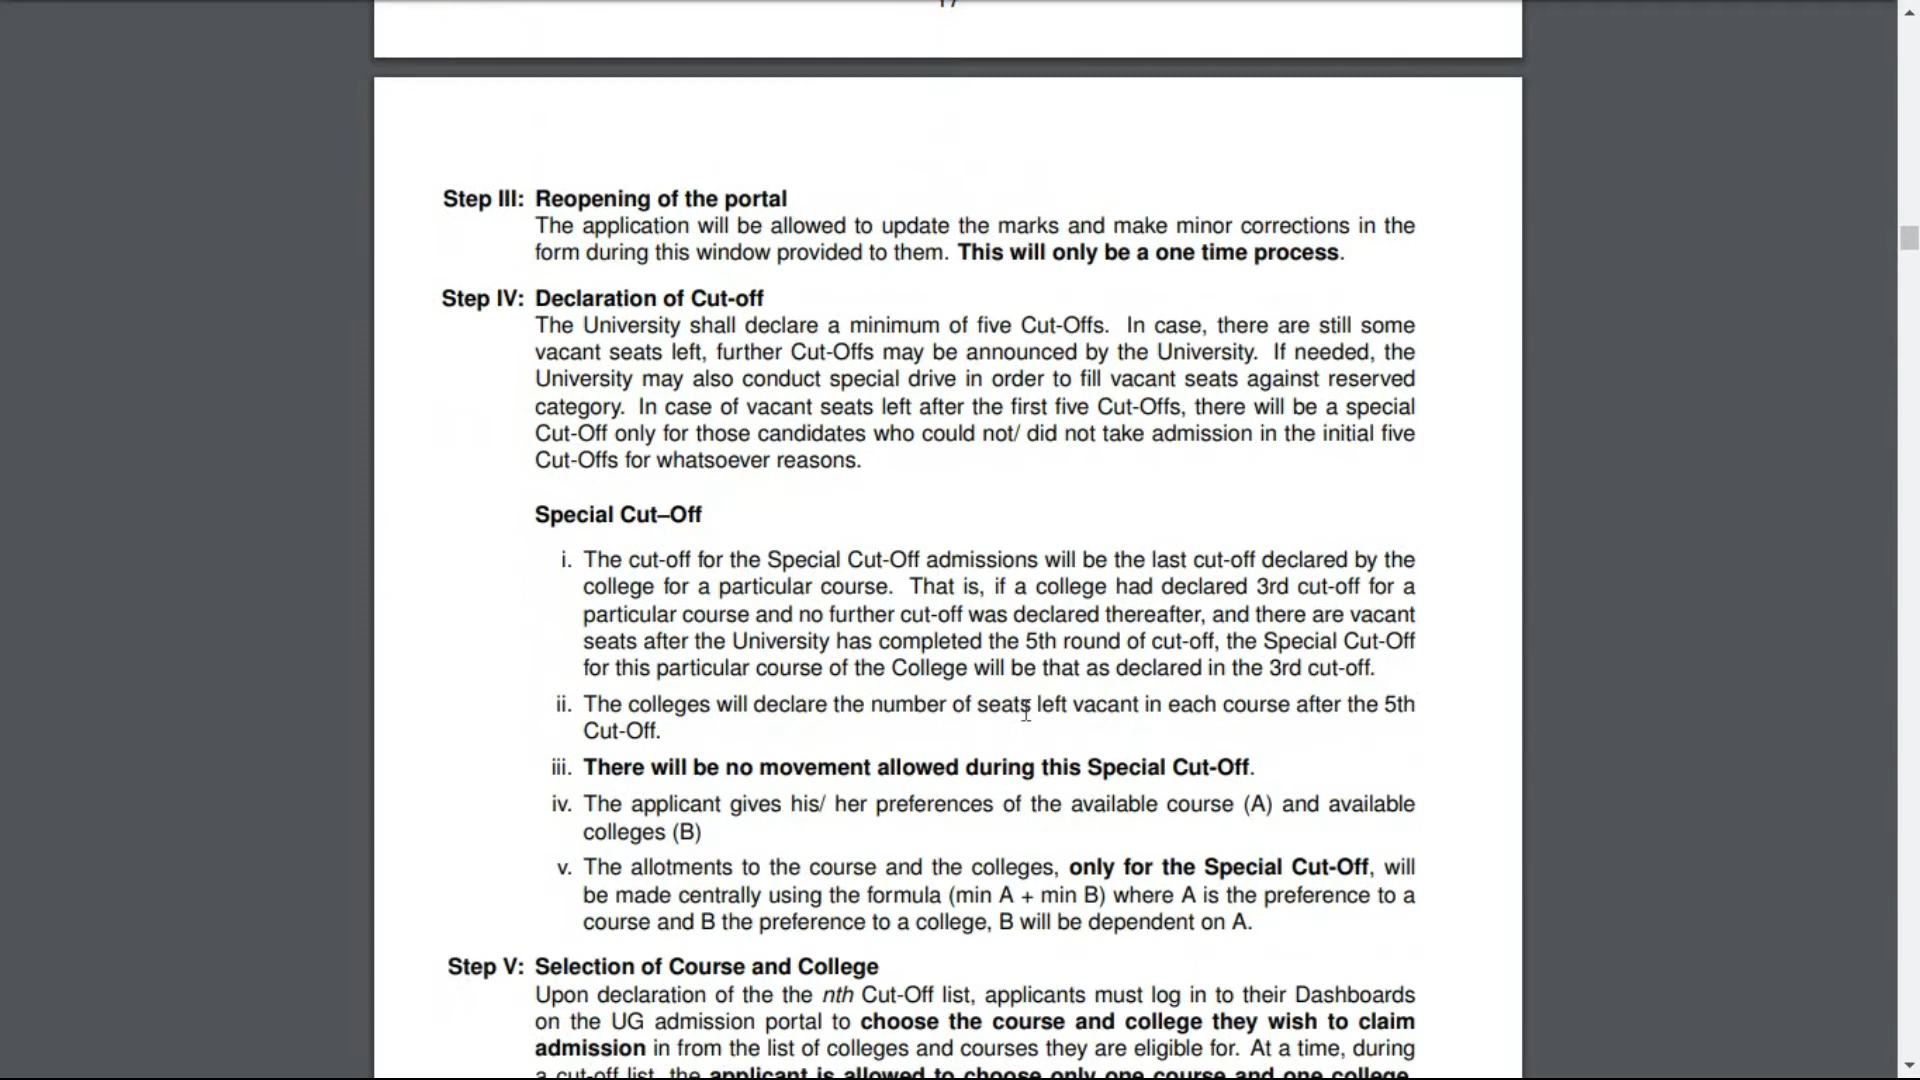 17
Step III: Reopening of the portal
The application will be allowed to update the marks and make minor corrections in the
form during this window provided to them. This will only be a one time process.
Step IV: Declaration of Cut-off
The University shall declare a minimum of five Cut-Offs. In case, there are still some
vacant seats left, further Cut-Offs may be announced by the University. If needed, the
University may also conduct special drive in order to fill vacant seats against reserved
category. In case of vacant seats left after the first five Cut-Offs, there will be a special
Cut-Off only for those candidates who could not/ did not take admission in the initial five
Cut-Offs for whatsoever reasons.
Special Cut–Off
i. The cut-off for the Special Cut-Off admissions will be the last cut-off declared by the
college for a particular course. That is, if a college had declared 3rd cut-off for a
particular course and no further cut-off was declared thereafter, and there are vacant
seats after the University has completed the 5th round of cut-off, the Special Cut-Off
for this particular course of the College will be that as declared in the 3rd cut-off.
ii. The colleges will declare the number of seats left vacant in each course after the 5th
Cut-Off.
iii. There will be no movement allowed during this Special Cut-Off.
iv. The applicant gives his/ her preferences of the available course (A) and available
colleges (B)
v. The allotments to the course and the colleges, only for the Special Cut-Off, will
be made centrally using the formula (min A + min B) where A is the preference to a
course and B the preference to a college, B will be dependent on A.
Step V: Selection of Course and College
Upon declaration of the the nth Cut-Off list, applicants must log in to their Dashboards
on the UG admission portal to choose the course and college they wish to claim
admission in from the list of colleges and courses they are eligible for. At a time, during
a cut-off list, the applicant is allowed to choose only one course and one college.